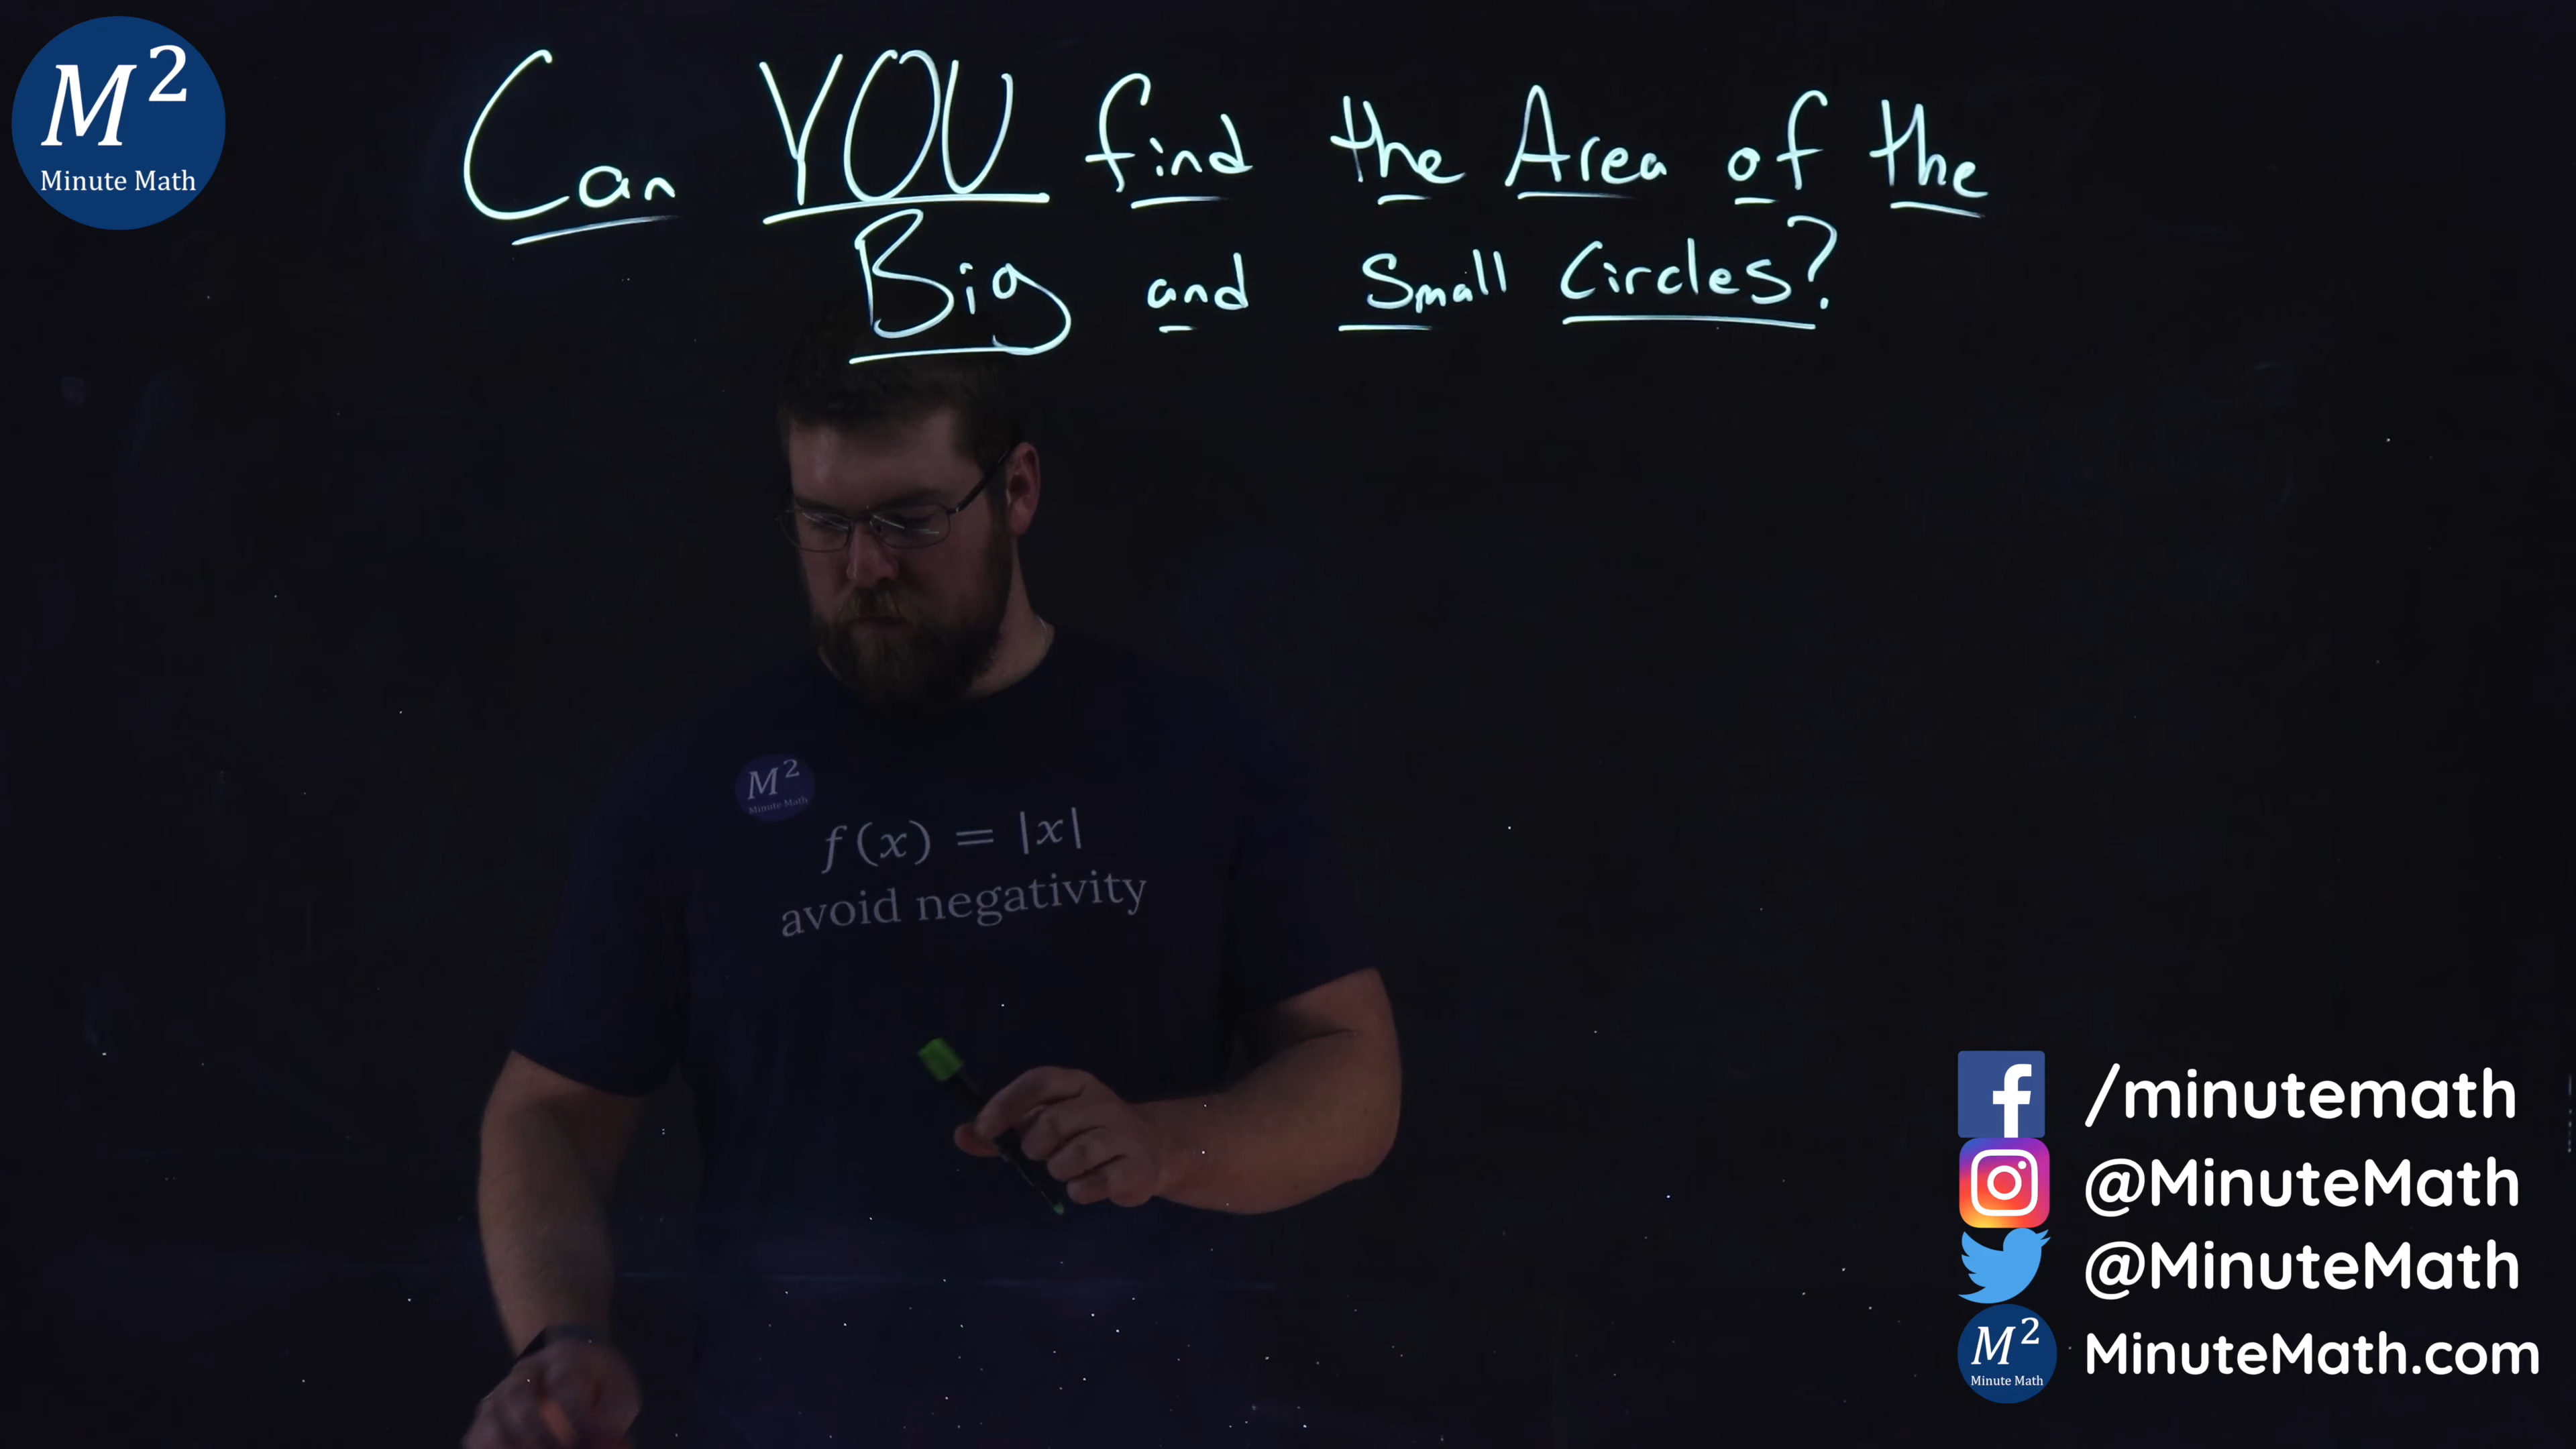 M²
Minute Math
Can YOU find the Area of the
Big and Small Circles?
M²
Minute Math
f(x) = |x|
avoid negativity
f /minutemath
@MinuteMath
@MinuteMath
M²
Minute Math
MinuteMath.com